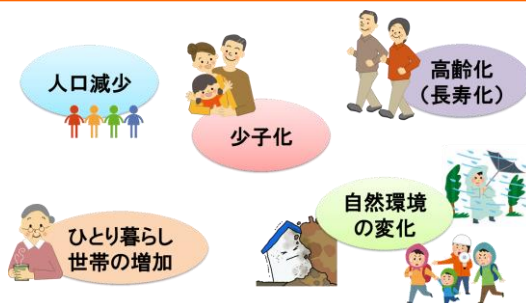 人口減少
少子化
高齢化
（長寿化）
ひとり暮らし
世帯の増加
自然環境
の変化